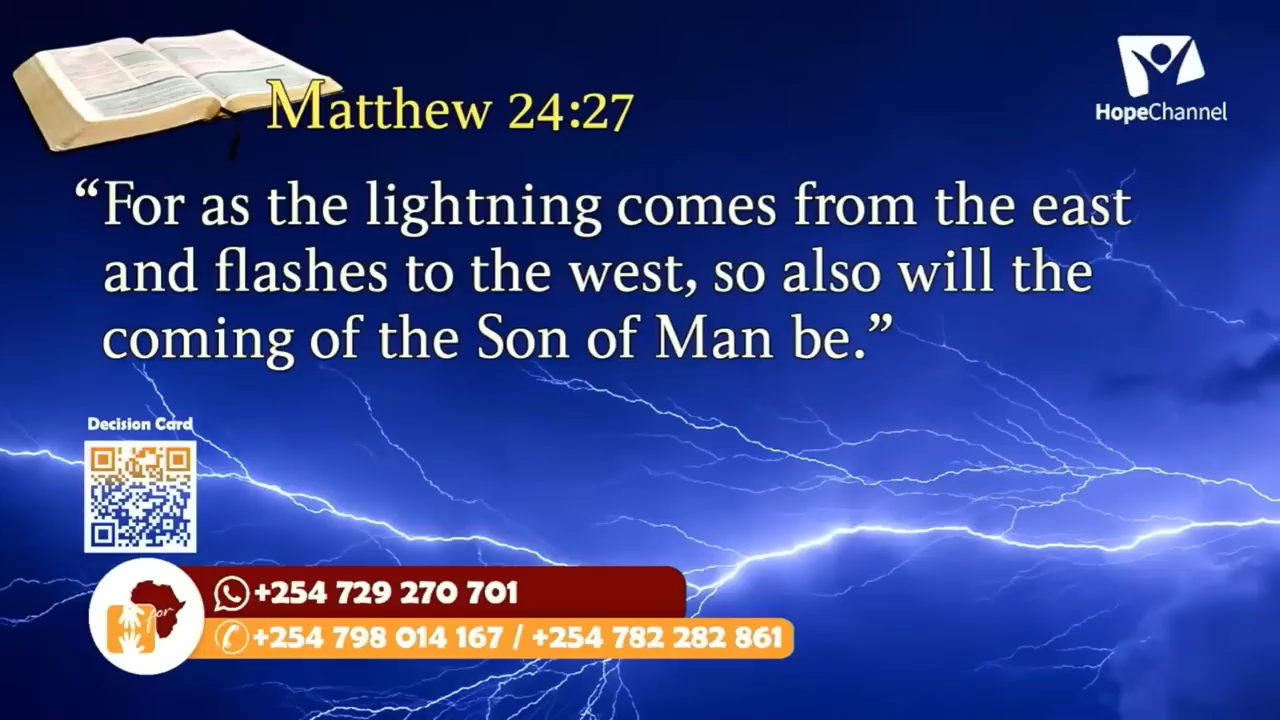 Matthew 24:27
HopeChannel
“For as the lightning comes from the east
and flashes to the west, so also will the
coming of the Son of Man be.”
Decision Card
for
+254 729 270 701
+254 798 014 167 / +254 782 282 861